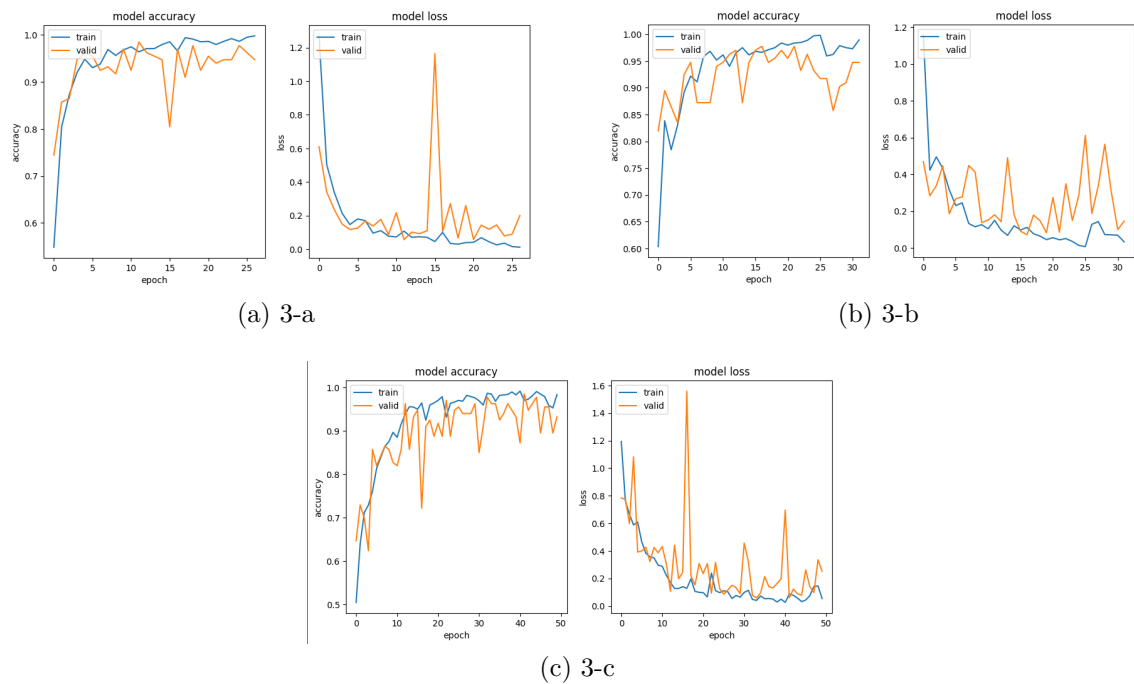 model accuracy
train
valid
1.0
0.9
0.8
0.7
0.6
accuracy
0
5
10
15
20
25
epoch
model loss
train
valid
1.2
1.0
0.8
0.6
0.4
0.2
0.0
loss
0
5
10
15
20
25
epoch
(a) 3-a
model accuracy
train
valid
1.00
0.95
0.90
0.85
0.80
0.75
0.70
0.65
0.60
accuracy
0
5
10
15
20
25
30
epoch
model loss
train
valid
1.2
1.0
0.8
0.6
0.4
0.2
0.0
loss
0
5
10
15
20
25
30
epoch
(b) 3-b
model accuracy
train
valid
1.0
0.9
0.8
0.7
0.6
0.5
accuracy
0
10
20
30
40
50
epoch
model loss
train
valid
1.6
1.4
1.2
1.0
0.8
0.6
0.4
0.2
0.0
loss
0
10
20
30
40
50
epoch
(c) 3-c